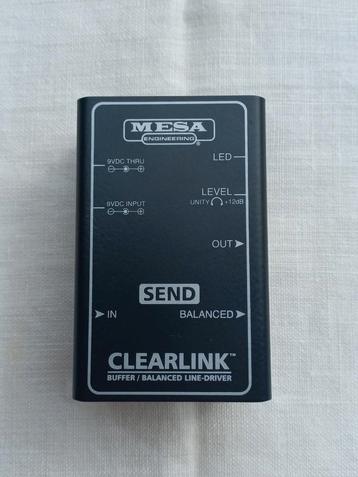 MESA
ENGINEERING
®
9VDC THRU
LED
LEVEL
UNITY +12dB
9VDC INPUT
OUT
SEND
IN
BALANCED
CLEARLINK™
BUFFER / BALANCED LINE-DRIVER